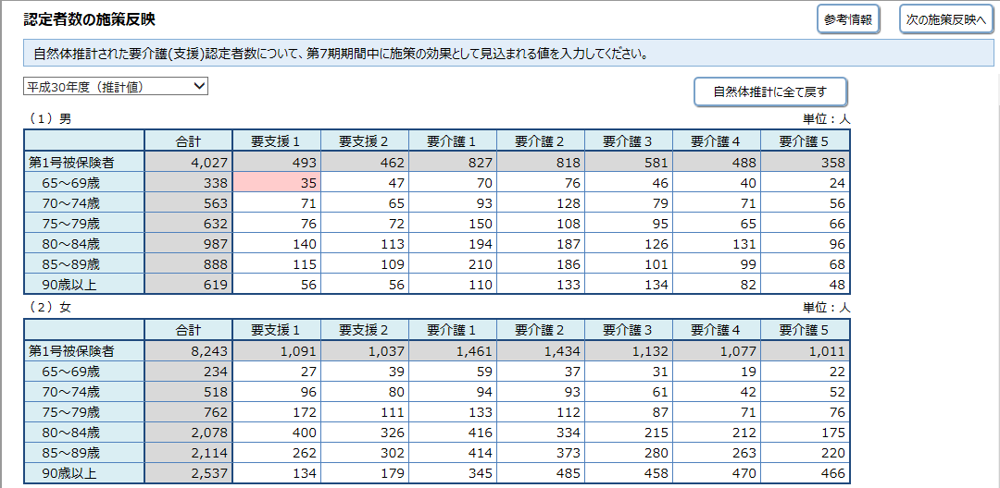 認定者数の施策反映 参考情報 次の施策反映へ
自然体推計された要介護(支援)認定者数について、第7期期間中に施策の効果として見込まれる値を入力してください。
平成30年度（推計値） 自然体推計に全て戻す
（1）男 単位：人
合計 要支援1 要支援2 要介護1 要介護2 要介護3 要介護4 要介護5
第1号被保険者 4,027 493 462 827 818 581 488 358
65～69歳 338 35 47 70 76 46 40 24
70～74歳 563 71 65 93 128 79 71 56
75～79歳 632 76 72 150 108 95 65 66
80～84歳 987 140 113 194 187 126 131 96
85～89歳 888 115 109 210 186 101 99 68
90歳以上 619 56 56 110 133 134 82 48
（2）女 単位：人
合計 要支援1 要支援2 要介護1 要介護2 要介護3 要介護4 要介護5
第1号被保険者 8,243 1,091 1,037 1,461 1,434 1,132 1,077 1,011
65～69歳 234 27 39 59 37 31 19 22
70～74歳 518 96 80 94 93 61 42 52
75～79歳 762 172 111 133 112 87 71 76
80～84歳 2,078 400 326 416 334 215 212 175
85～89歳 2,114 262 302 414 373 280 263 220
90歳以上 2,537 134 179 345 485 458 470 466